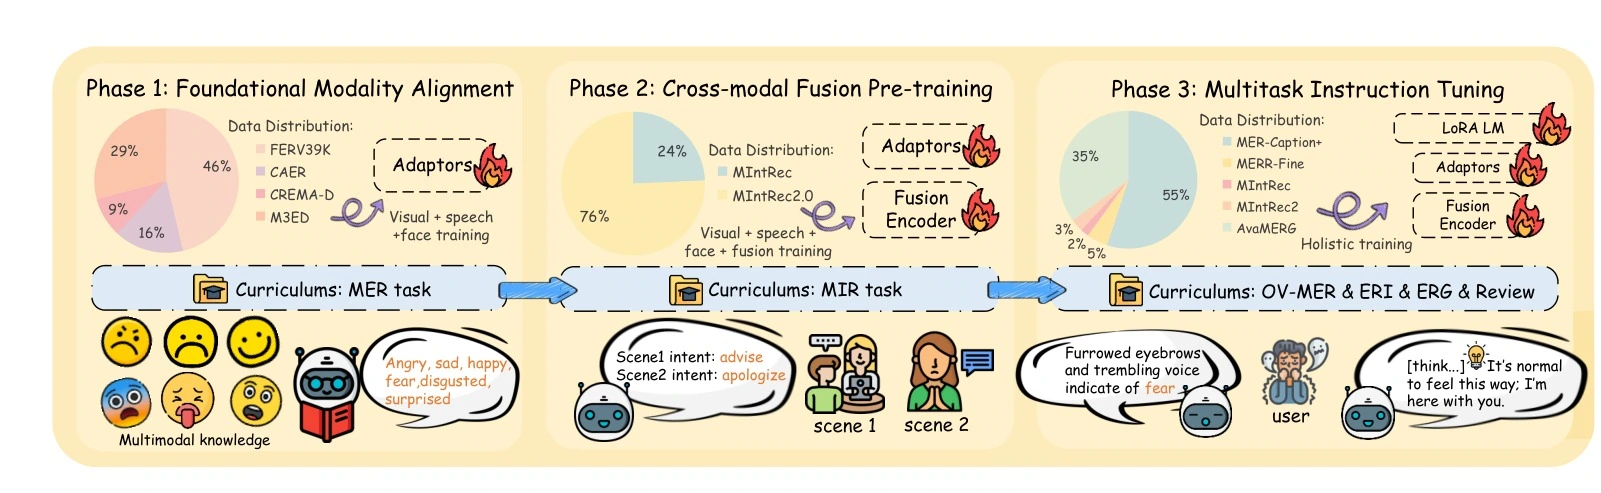 Phase 1: Foundational Modality Alignment
29%
46%
9%
16%
Data Distribution:
FERV39K
CAER
CREMA-D
M3ED
Adaptors
Visual + speech
+face training
Curriculums: MER task
Multimodal knowledge
Angry, sad, happy,
fear,disgusted,
surprised
Phase 2: Cross-modal Fusion Pre-training
24%
76%
Data Distribution:
MIntRec
MIntRec2.0
Adaptors
Fusion
Encoder
Visual + speech +
face + fusion training
Curriculums: MIR task
Scene1 intent: advise
Scene2 intent: apologize
scene 1
scene 2
Phase 3: Multitask Instruction Tuning
35%
55%
3%
2%
5%
Data Distribution:
MER-Caption+
MERR-Fine
MIntRec
MIntRec2
AvaMERG
LoRA LM
Adaptors
Fusion
Encoder
Holistic training
Curriculums: OV-MER & ERI & ERG & Review
Furrowed eyebrows
and trembling voice
indicate of fear
user
[think...] It's normal
to feel this way; I'm
here with you.